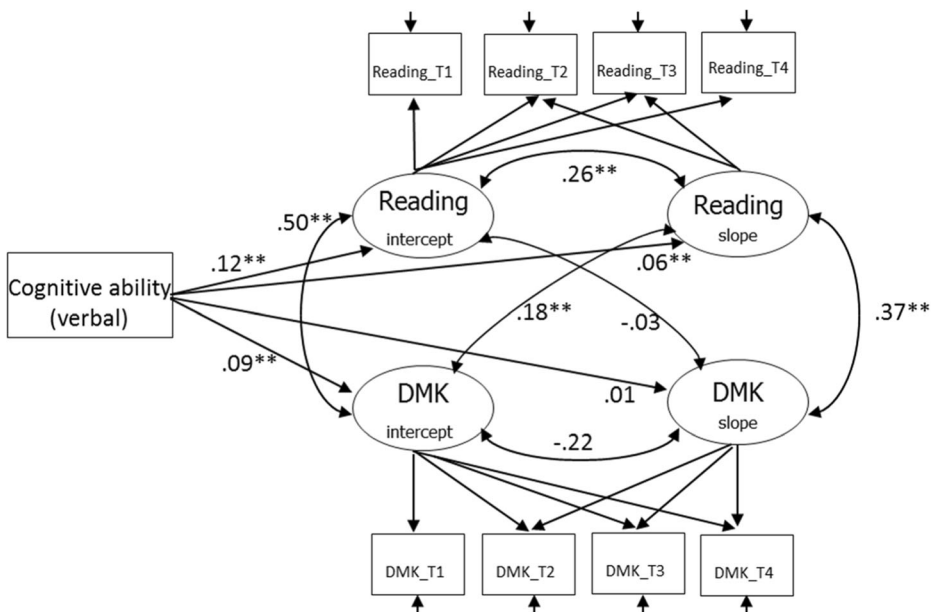 Reading_T1
Reading_T2
Reading_T3
Reading_T4
.26**
Reading
intercept
Reading
slope
.50**
.12**
.06**
Cognitive ability
(verbal)
.18**
-.03
.37**
.09**
DMK
intercept
.01
DMK
slope
-.22
DMK_T1
DMK_T2
DMK_T3
DMK_T4